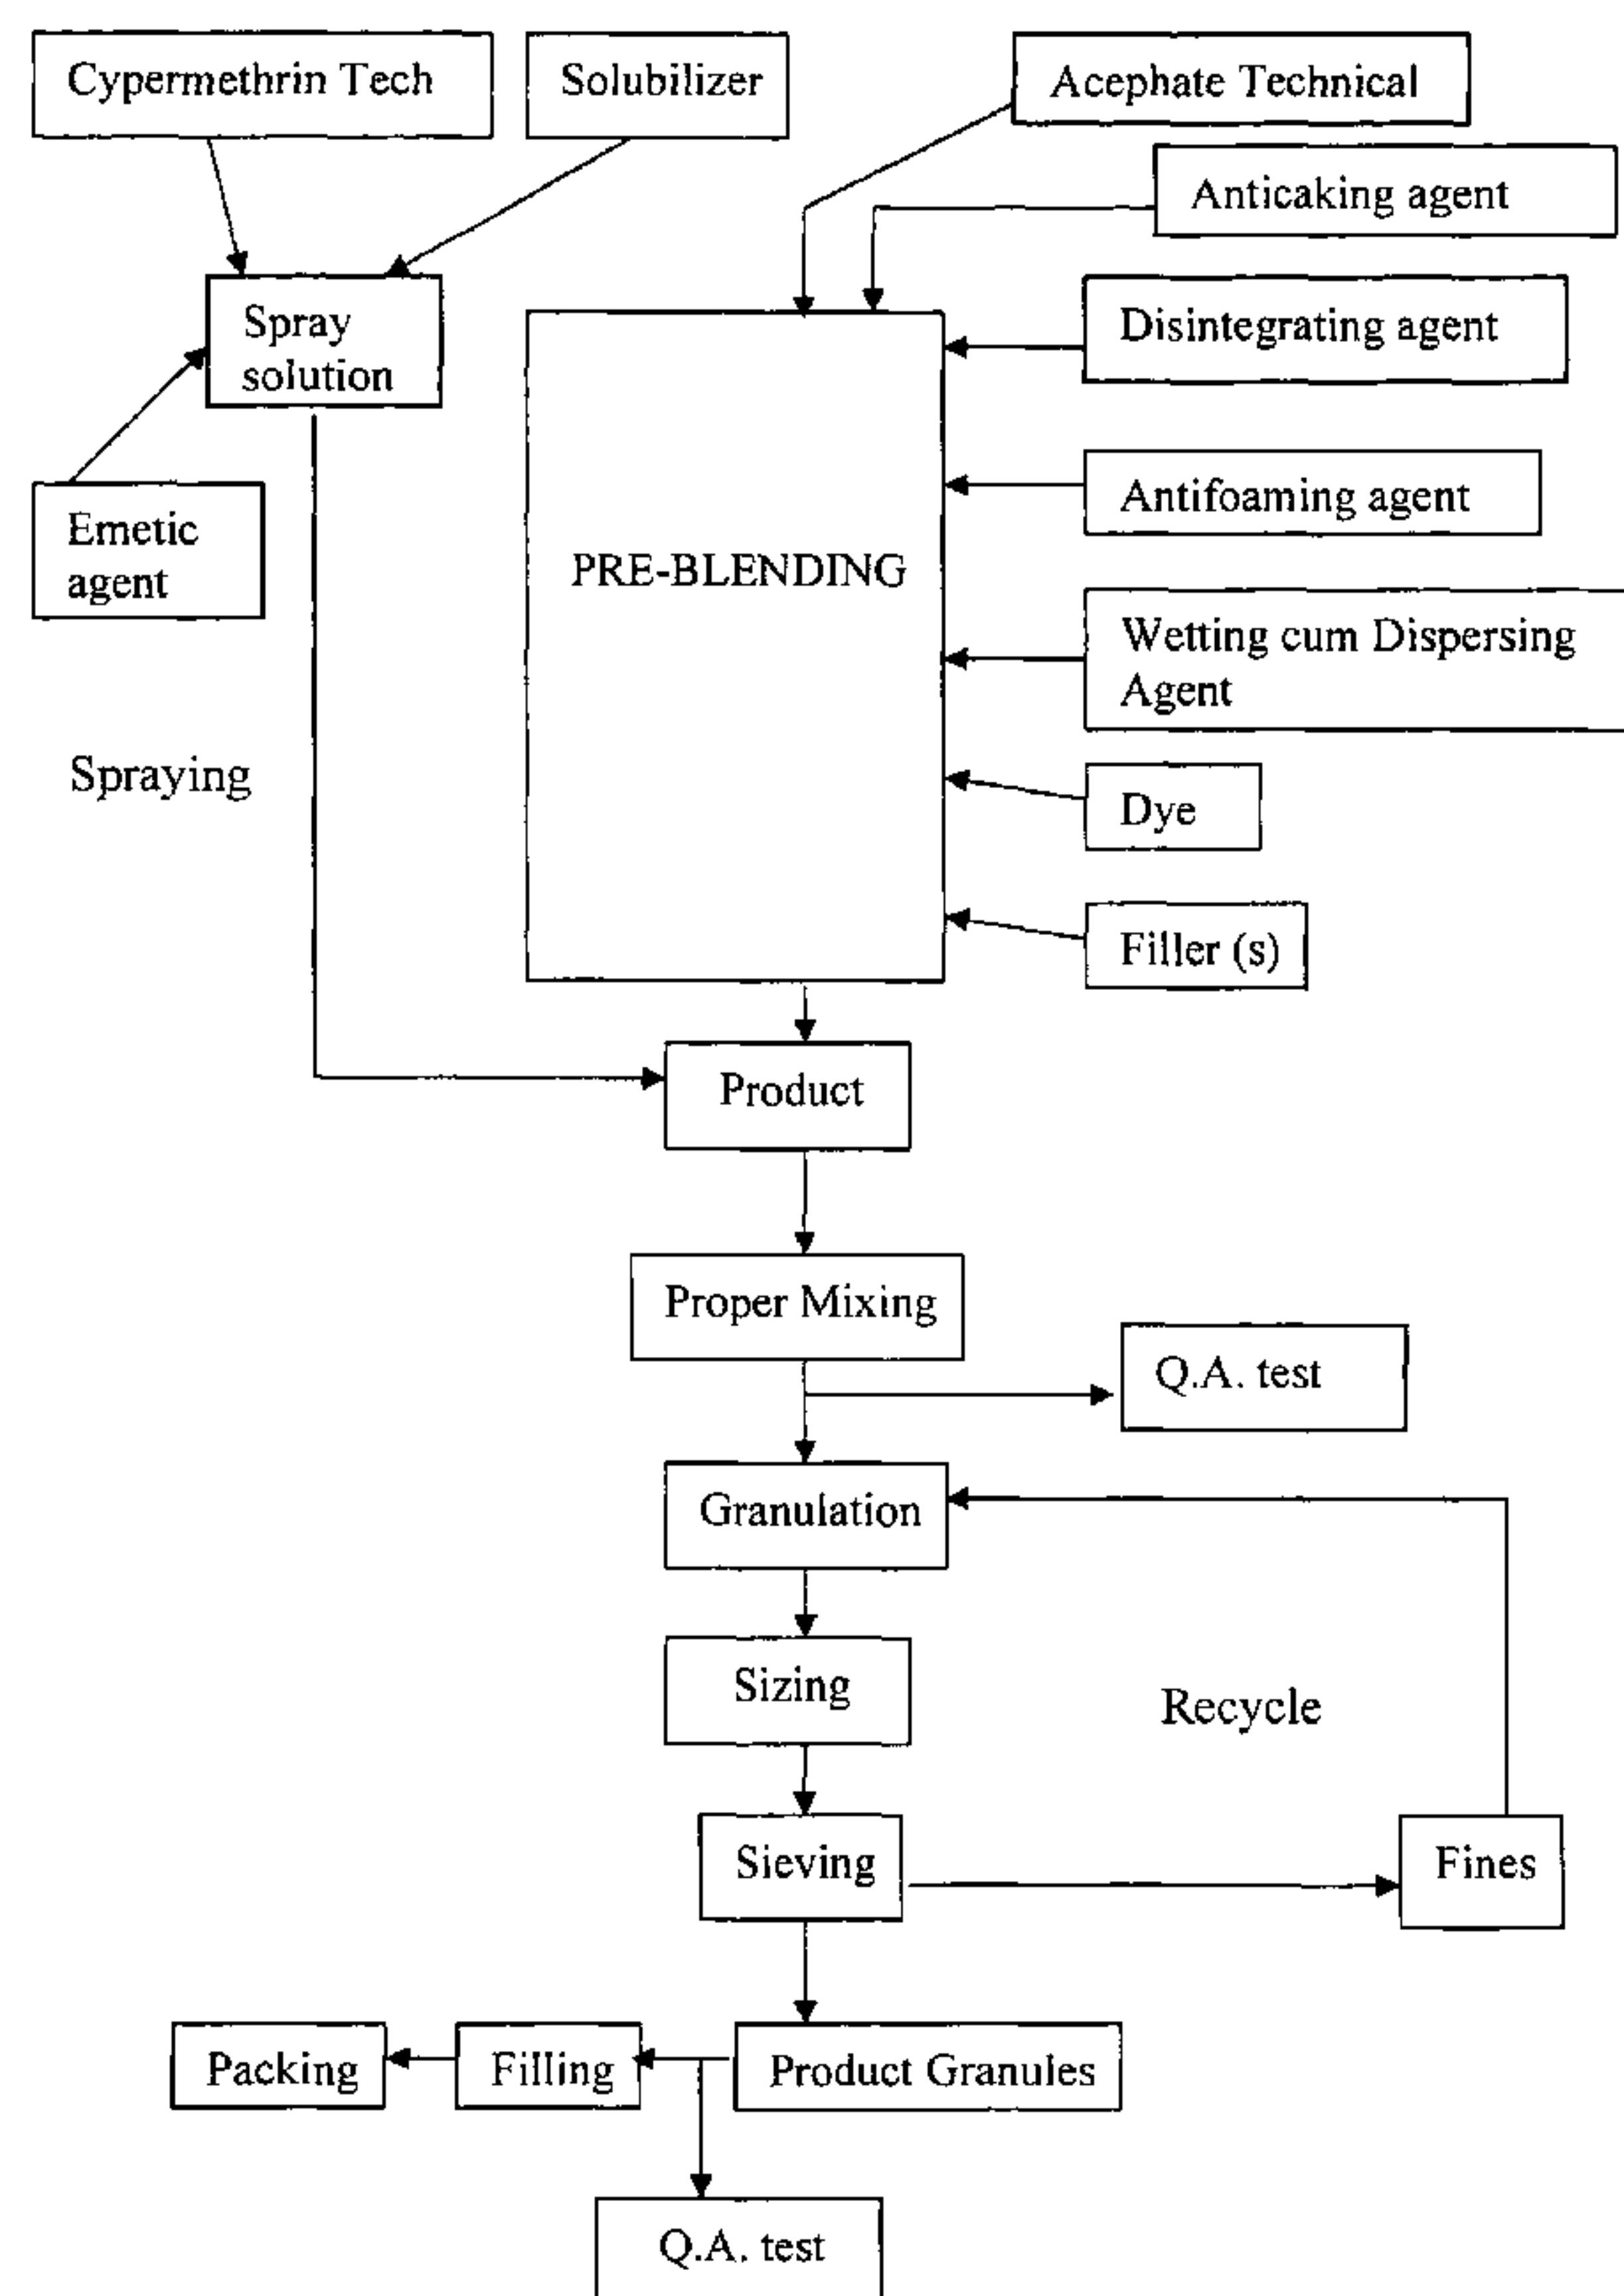 Cypermethrin Tech
Solubilizer
Acephate Technical
Anticaking agent
Spray
solution
Disintegrating agent
Emetic
agent
Antifoaming agent
PRE-BLENDING
Wetting cum Dispersing
Agent
Spraying
Dye
Filler (s)
Product
Proper Mixing
Q.A. test
Granulation
Sizing
Recycle
Sieving
Fines
Packing
Filling
Product Granules
Q.A. test